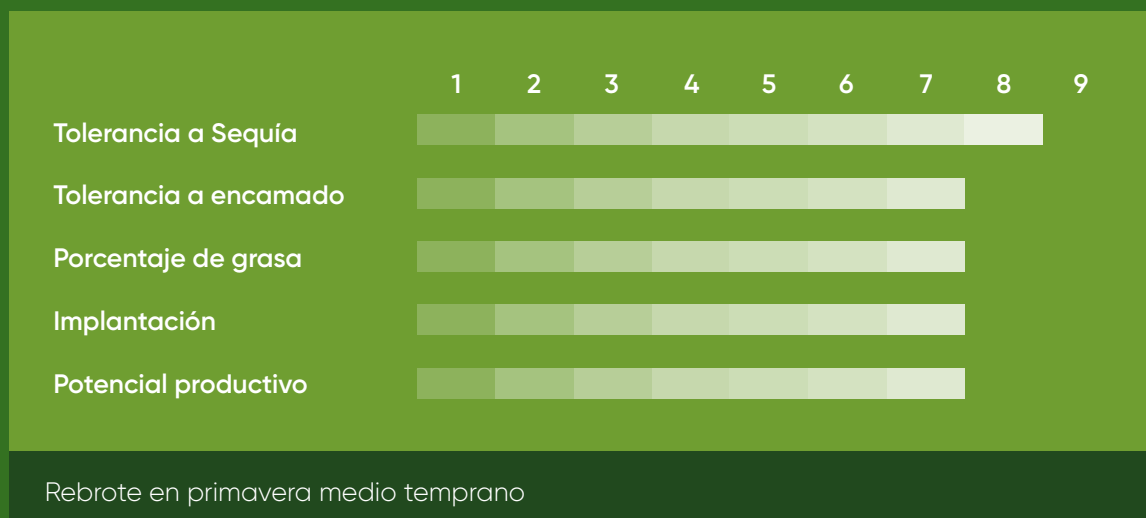 1 2 3 4 5 6 7 8 9
Tolerancia a Sequía
Tolerancia a encamado
Porcentaje de grasa
Implantación
Potencial productivo
Rebrote en primavera medio temprano